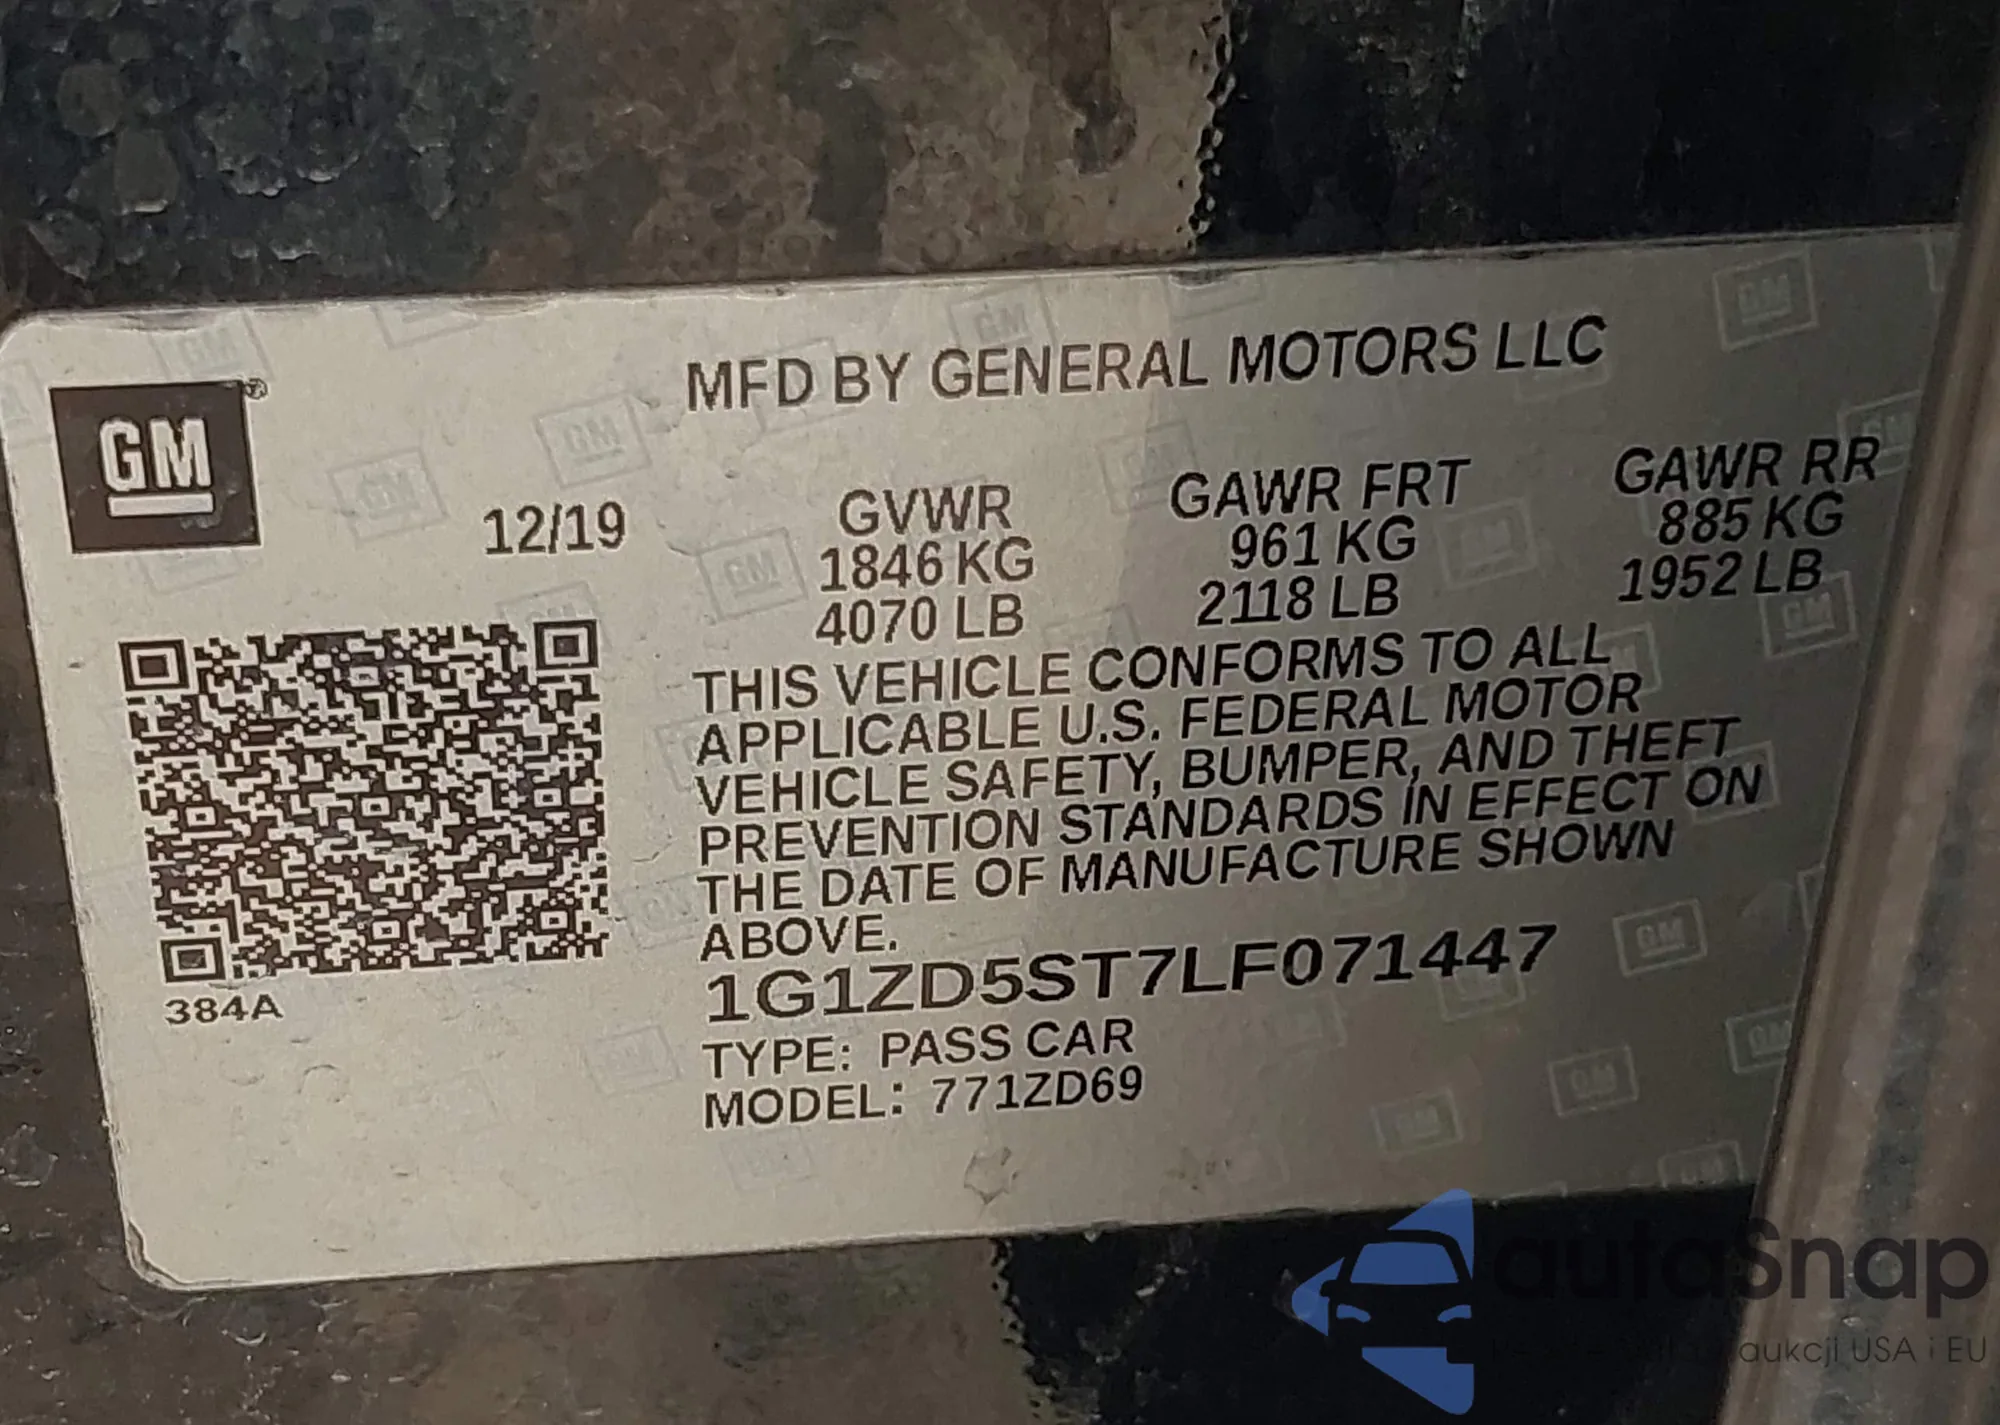 MFD BY GENERAL MOTORS LLC
GM
12/19
GVWR
1846 KG
4070 LB
GAWR FRT
961 KG
2118 LB
GAWR RR
885 KG
1952 LB
THIS VEHICLE CONFORMS TO ALL
APPLICABLE U.S. FEDERAL MOTOR
VEHICLE SAFETY, BUMPER, AND THEFT
PREVENTION STANDARDS IN EFFECT ON
THE DATE OF MANUFACTURE SHOWN
ABOVE.
1G1ZD5ST7LF071447
384A
TYPE: PASS CAR
MODEL: 771ZD69
autaSnap
aukcji USA i EU